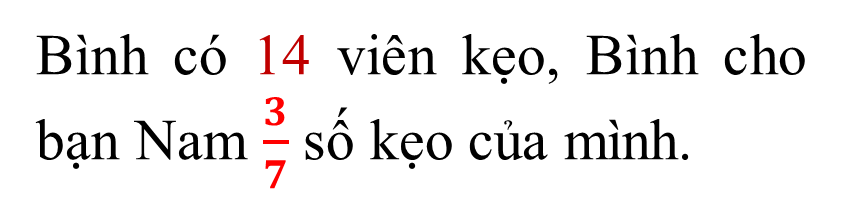 Bình có 14 viên kẹo, Bình cho
bạn Nam 3/7 số kẹo của mình.